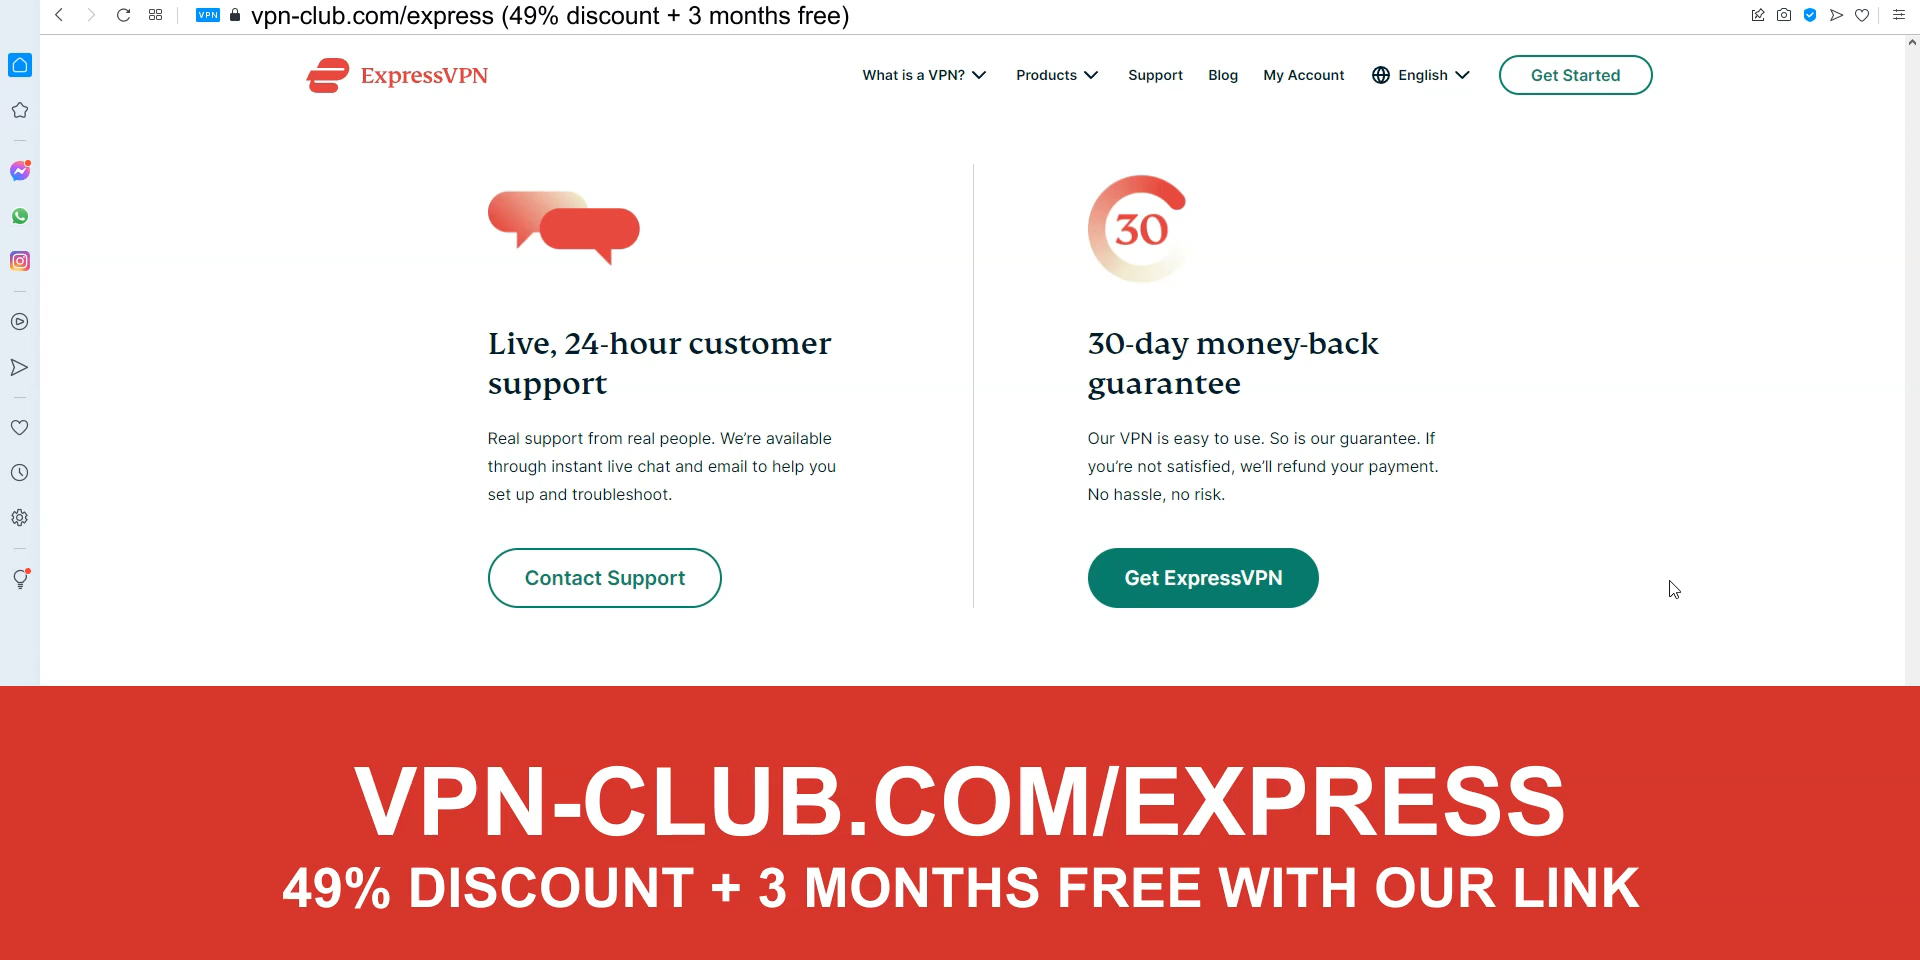 VPN
vpn-club.com/express (49% discount + 3 months free)
ExpressVPN
What is a VPN?
Products
Support
Blog
My Account
English
Get Started
30
Live, 24-hour customer
support
Real support from real people. We're available
through instant live chat and email to help you
set up and troubleshoot.
Contact Support
30-day money-back
guarantee
Our VPN is easy to use. So is our guarantee. If
you're not satisfied, we'll refund your payment.
No hassle, no risk.
Get ExpressVPN
VPN-CLUB.COM/EXPRESS
49% DISCOUNT + 3 MONTHS FREE WITH OUR LINK